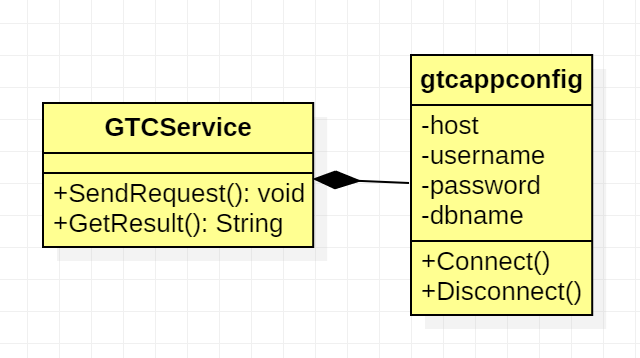 GTCService
+SendRequest(): void
+GetResult(): String
gtcappconfig
-host
-username
-password
-dbname
+Connect()
+Disconnect()